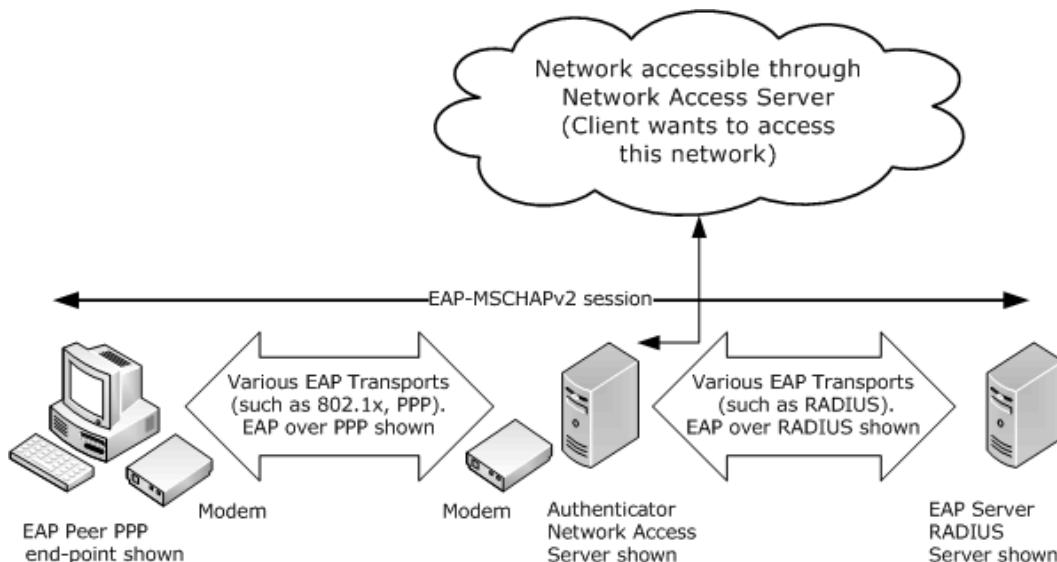 Network accessible through
Network Access Server
(Client wants to access
this network)
EAP-MSCHAPv2 session
Various EAP Transports
(such as 802.1x, PPP).
EAP over PPP shown
Various EAP Transports
(such as RADIUS).
EAP over RADIUS shown
EAP Peer PPP
end-point shown
Modem
Modem
Authenticator
Network Access
Server shown
EAP Server
RADIUS
Server shown